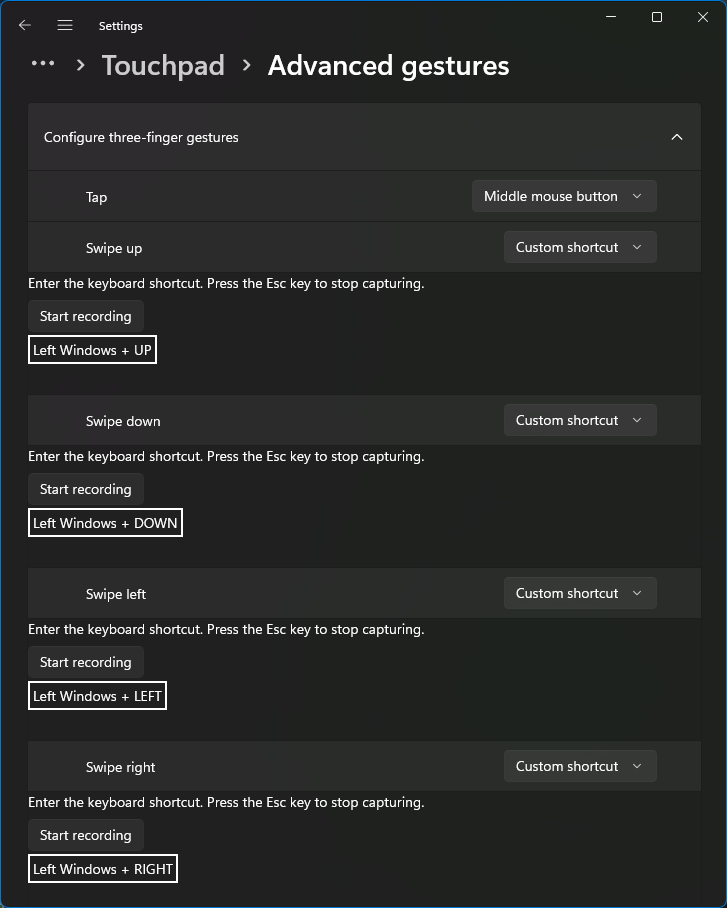 Settings
... > Touchpad > Advanced gestures
Configure three-finger gestures
Tap Middle mouse button
Swipe up Custom shortcut
Enter the keyboard shortcut. Press the Esc key to stop capturing.
Start recording
Left Windows + UP
Swipe down Custom shortcut
Enter the keyboard shortcut. Press the Esc key to stop capturing.
Start recording
Left Windows + DOWN
Swipe left Custom shortcut
Enter the keyboard shortcut. Press the Esc key to stop capturing.
Start recording
Left Windows + LEFT
Swipe right Custom shortcut
Enter the keyboard shortcut. Press the Esc key to stop capturing.
Start recording
Left Windows + RIGHT